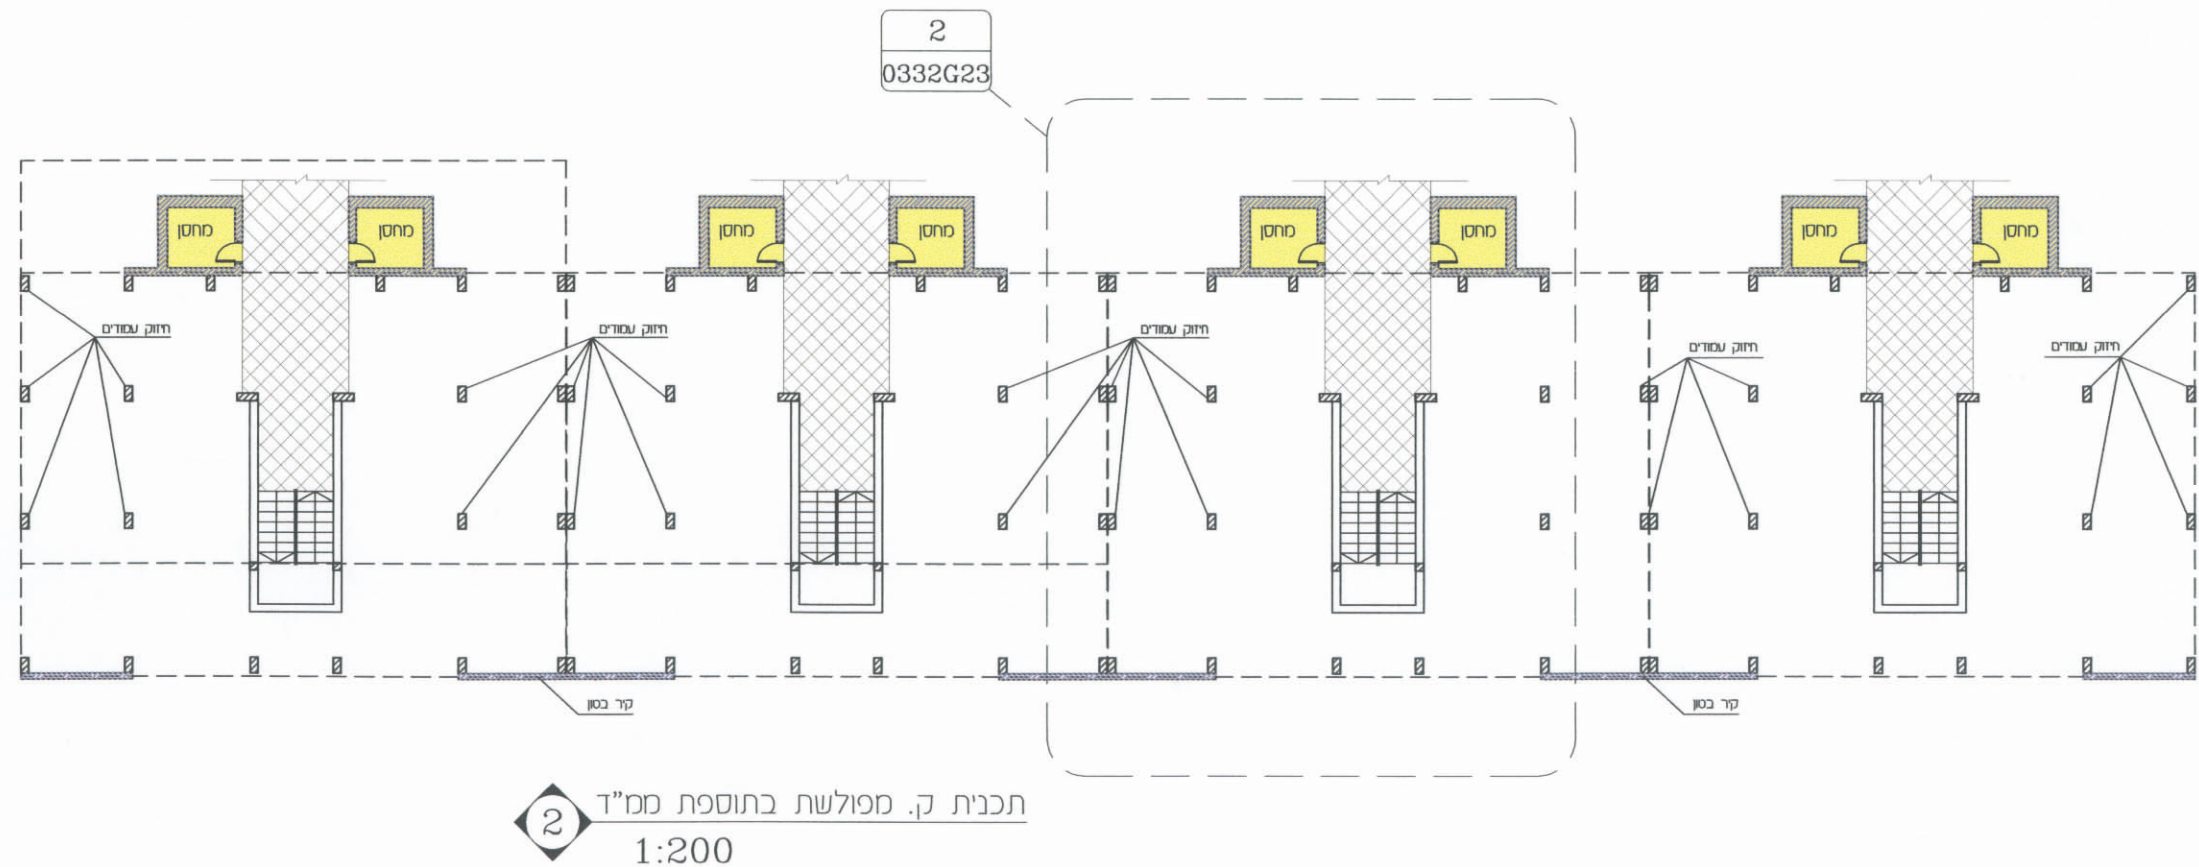 2
0332G23
מחסן
מחסן
מחסן
מחסן
מחסן
מחסן
מחסן
מחסן
חיזוק עמודים
חיזוק עמודים
חיזוק עמודים
חיזוק עמודים
חיזוק עמודים
קיר בטון
קיר בטון
2
תכנית ק. מפולשת בתוספת ממ"ד
1:200